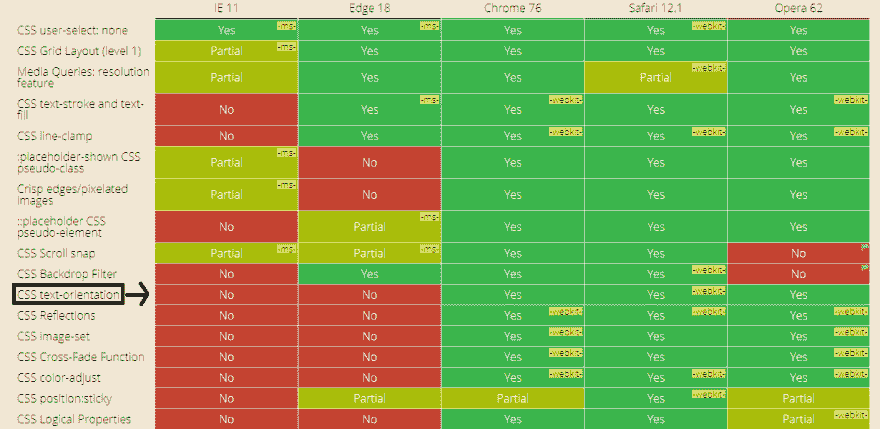 IE 11 Edge 18 Chrome 76 Safari 12.1 Opera 62
CSS user-select: none Yes -ms- Yes -ms- Yes Yes -webkit- Yes
CSS Grid Layout (level 1) Partial -ms- Yes Yes Yes Yes
Media Queries: resolution
feature Partial Yes Yes Partial -webkit- Yes
CSS text-stroke and text-
fill No Yes -ms- Yes -webkit- Yes Yes -webkit-
CSS line-clamp No Yes Yes -webkit- Yes -webkit- Yes -webkit-
:placeholder-shown CSS
pseudo-class Partial -ms- No Yes Yes Yes
Crisp edges/pixelated
images Partial -ms- No Yes Yes Yes
::placeholder CSS
pseudo-element No Partial -ms- Yes Yes Yes
CSS Scroll snap Partial -ms- Partial -ms- Yes Yes No
CSS Backdrop Filter No Yes Yes Yes -webkit- No
CSS text-orientation No No Yes Yes -webkit- Yes
CSS Reflections No No Yes -webkit- Yes -webkit- Yes -webkit-
CSS image-set No No Yes -webkit- Yes Yes -webkit-
CSS Cross-Fade Function No No Yes -webkit- Yes Yes -webkit-
CSS color-adjust No No Yes -webkit- Yes Yes -webkit-
CSS position:sticky No Partial Partial Yes -webkit- Partial
CSS Logical Properties No No Yes Yes Partial -webkit-